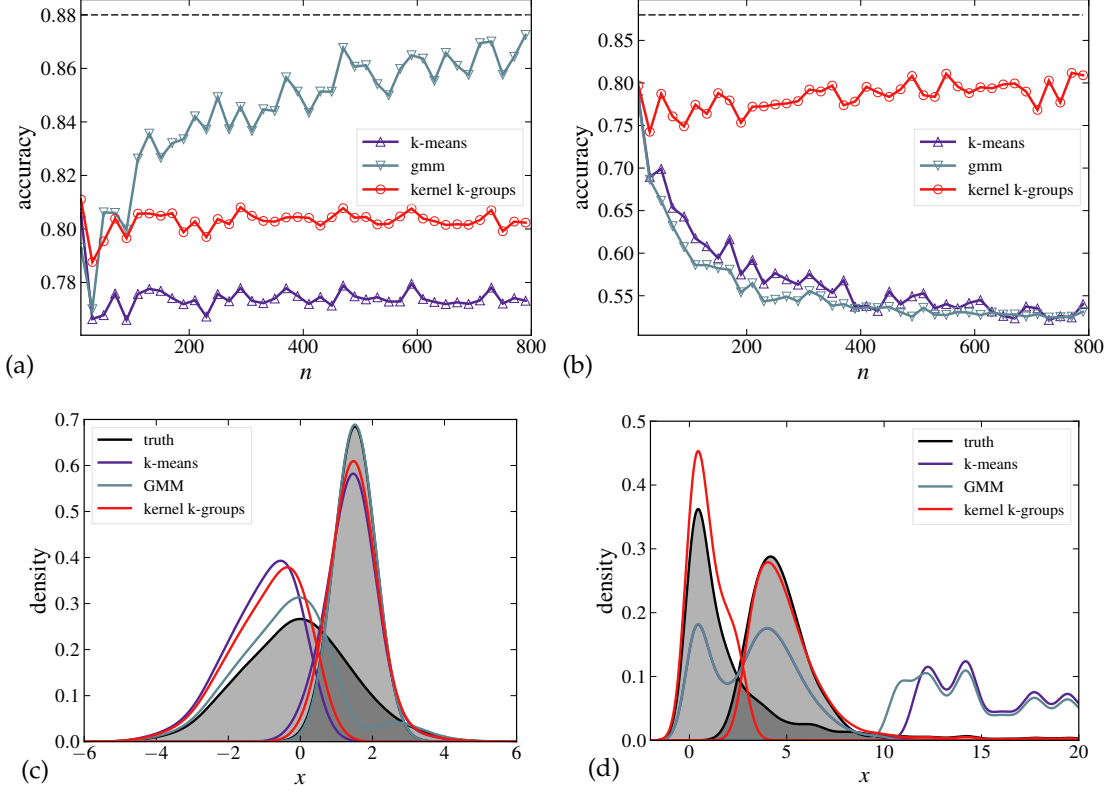 0.88
0.86
0.84
0.82
0.80
0.78
accuracy
k-means
gmm
kernel k-groups
200
400
600
800
n
(a)
0.85
0.80
0.75
0.70
0.65
0.60
0.55
accuracy
k-means
gmm
kernel k-groups
200
400
600
800
n
(b)
0.7
0.6
0.5
0.4
0.3
0.2
0.1
0.0
density
truth
k-means
GMM
kernel k-groups
−6
−4
−2
0
2
4
6
x
(c)
0.5
0.4
0.3
0.2
0.1
0.0
density
truth
k-means
GMM
kernel k-groups
0
5
10
15
20
x
(d)